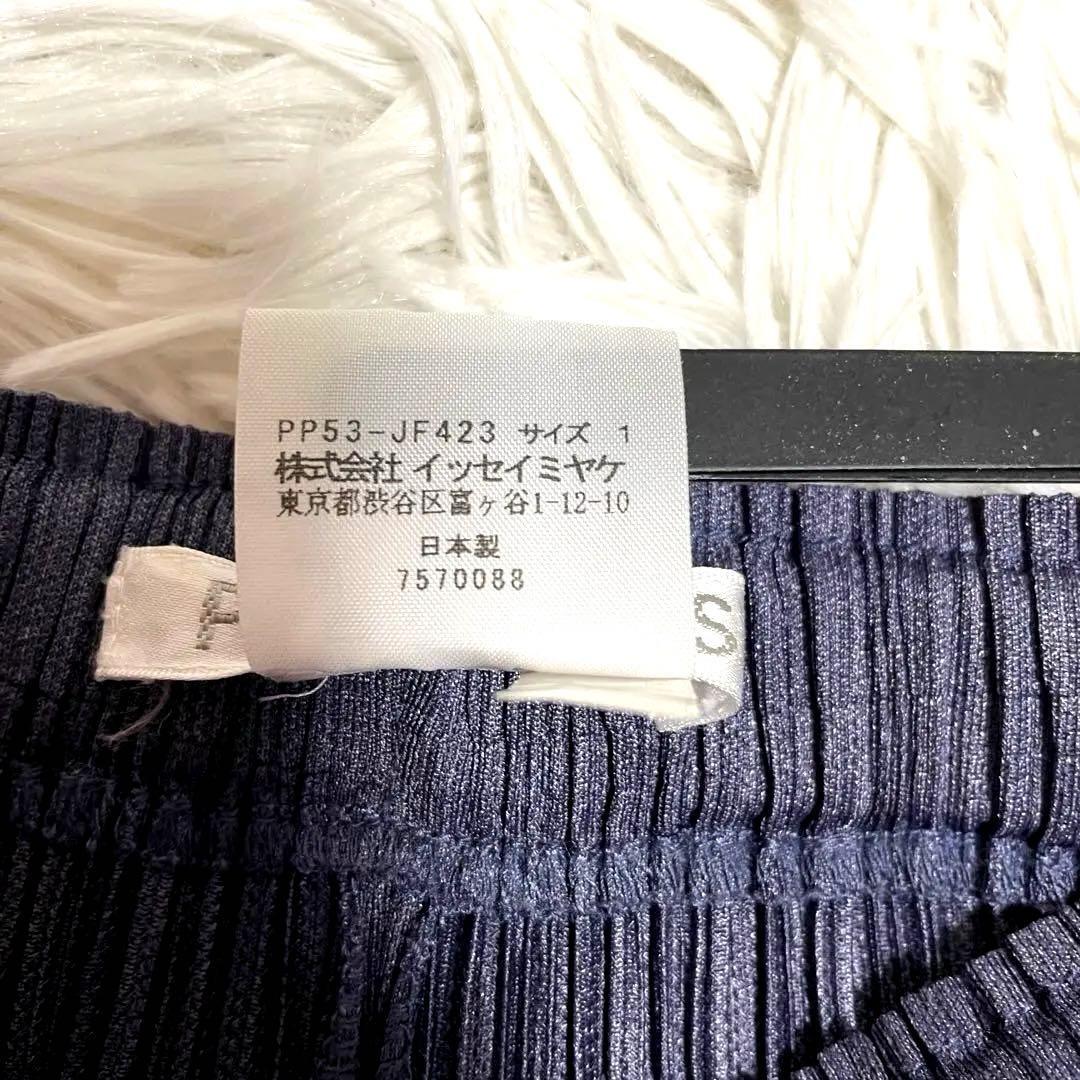 PP53-JF423 サイズ 1
株式会社 イッセイミヤケ
東京都渋谷区富ヶ谷1-12-10
日本製
7570088
P
S